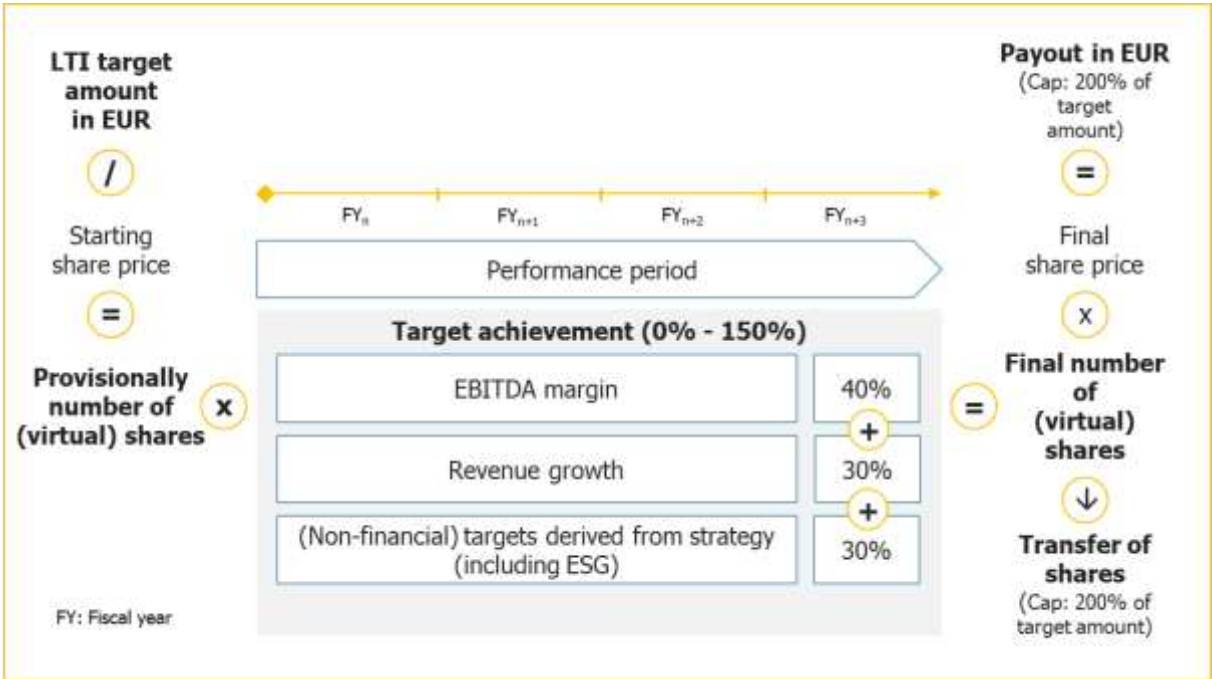 LTI target
amount
in EUR
/
Starting
share price
=
Provisionally
number of
(virtual) shares
x
FYn
FYn+1
FYn+2
FYn+3
Performance period
Target achievement (0% - 150%)
EBITDA margin
40%
+
Revenue growth
30%
+
(Non-financial) targets derived from strategy
(including ESG)
30%
=
Payout in EUR
(Cap: 200% of
target
amount)
=
Final
share price
x
Final number
of
(virtual)
shares
↓
Transfer of
shares
(Cap: 200% of
target amount)
FY: Fiscal year